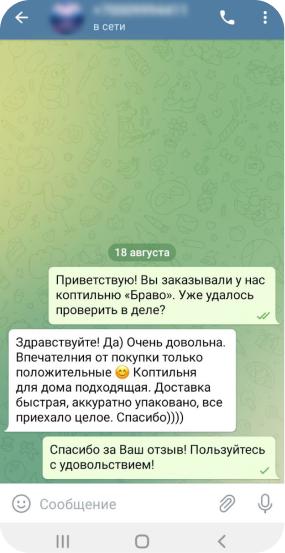 в сети
18 августа
Приветствую! Вы заказывали у нас
коптильню «Браво». Уже удалось
проверить в деле?
Здравствуйте! Да) Очень довольна.
Впечатления от покупки только
положительные 😊 Коптильня
для дома подходящая. Доставка
быстрая, аккуратно упаковано, все
приехало целое. Спасибо))))
Спасибо за Ваш отзыв! Пользуйтесь
с удовольствием!
Сообщение